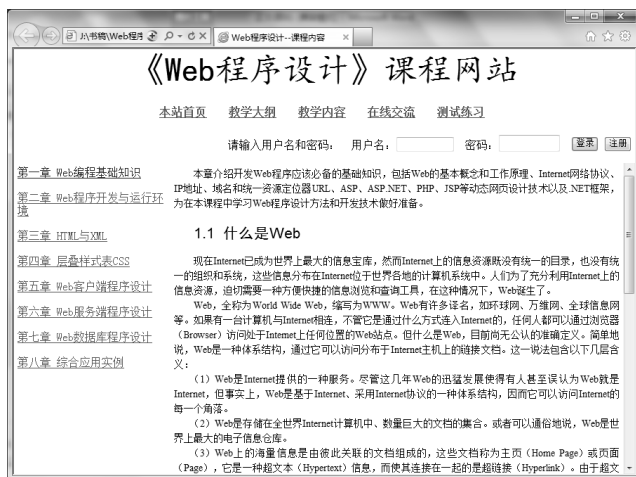 J:\书稿\Web程序
Web程序设计--课程内容
《Web程序设计》课程网站
本站首页 教学大纲 教学内容 在线交流 测试练习
请输入用户名和密码: 用户名: 密码: 登录 注册
第一章 Web编程基础知识
第二章 Web程序开发与运行环
境
第三章 HTML与XML
第四章 层叠样式表CSS
第五章 Web客户端程序设计
第六章 Web服务端程序设计
第七章 Web数据库程序设计
第八章 综合应用实例
本章介绍开发Web程序应该必备的基础知识，包括Web的基本概念和工作原理、Internet网络协议、
IP地址、域名和统一资源定位器URL、ASP、ASP.NET、PHP、JSP等动态网页设计技术以及.NET框架，
为在本课程中学习Web程序设计方法和开发技术做好准备。
1.1 什么是Web
现在Internet已成为世界上最大的信息宝库，然而Internet上的信息资源既没有统一的目录，也没有统
一的组织和系统，这些信息分布在Internet位于世界各地的计算机系统中。人们为了充分利用Internet上的
信息资源，迫切需要一种方便快捷的信息浏览和查询工具，在这种情况下，Web诞生了。
Web，全称为World Wide Web，缩写为WWW。Web有许多译名，如环球网、万维网、全球信息网
等。如果有一台计算机与Internet相连，不管它是通过什么方式连入Internet的，任何人都可以通过浏览器
（Browser）访问处于Internet上任何位置的Web站点。但什么是Web，目前尚无公认的准确定义。简单地
说，Web是一种体系结构，通过它可以访问分布于Internet主机上的链接文档。这一说法包含以下几层含
义：
（1）Web是Internet提供的一种服务。尽管这几年Web的迅猛发展使得有人甚至误认为Web就是
Internet，但事实上，Web是基于Internet、采用Internet协议的一种体系结构，因而它可以访问Internet的
每一个角落。
（2）Web是存储在全世界Internet计算机中、数量巨大的文档的集合。或者可以通俗地说，Web是世
界上最大的电子信息仓库。
（3）Web上的海量信息是由彼此关联的文档组成的，这些文档称为主页（Home Page）或页面
（Page），它是一种超文本（Hypertext）信息，而使其连接在一起的是超链接（Hyperlink）。由于超文